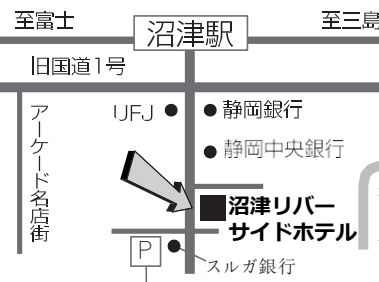 至富士
沼津駅
至三島
旧国道1号
アーケード名店街
UFJ
静岡銀行
静岡中央銀行
沼津リバー
サイドホテル
P
スルガ銀行